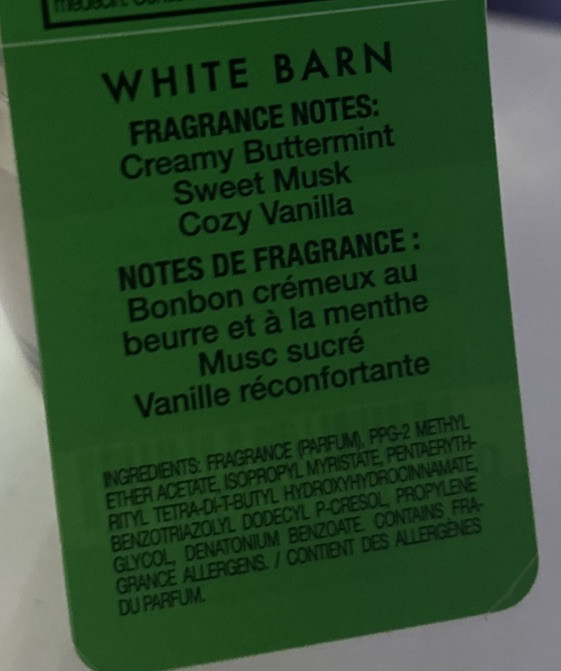 WHITE BARN
FRAGRANCE NOTES:
Creamy Buttermint
Sweet Musk
Cozy Vanilla
NOTES DE FRAGRANCE :
Bonbon crémeux au
beurre et à la menthe
Musc sucré
Vanille réconfortante
INGREDIENTS: FRAGRANCE (PARFUM), PPG-2 METHYL
ETHER ACETATE, ISOPROPYL MYRISTATE, PENTAERYTH-
RITYL TETRA-DI-T-BUTYL HYDROXYHYDROCINNAMATE,
BENZOTRIAZOLYL DODECYL P-CRESOL, PROPYLENE
GLYCOL, DENATONIUM BENZOATE. CONTAINS FRA-
GRANCE ALLERGENS. / CONTIENT DES ALLERGÈNES
DU PARFUM.